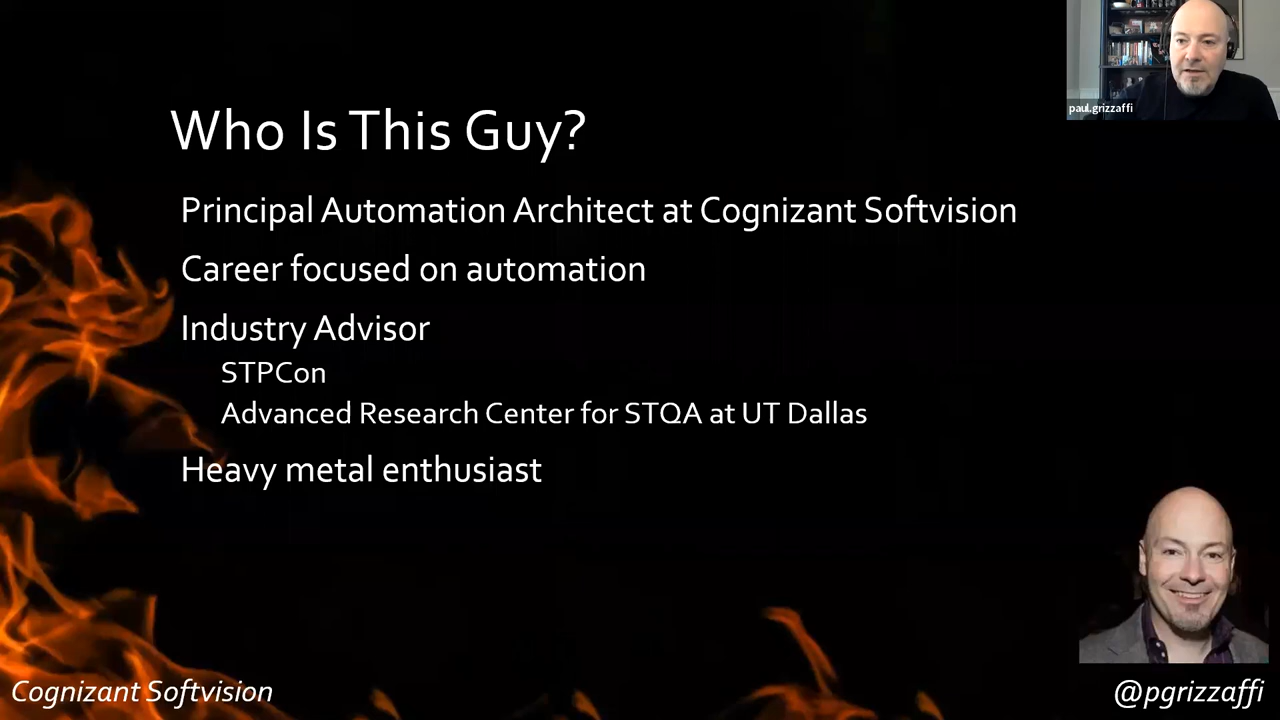 paul.grizzaffi
Who Is This Guy?
Principal Automation Architect at Cognizant Softvision
Career focused on automation
Industry Advisor
STPCon
Advanced Research Center for STQA at UT Dallas
Heavy metal enthusiast
Cognizant Softvision
@pgrizzaffi